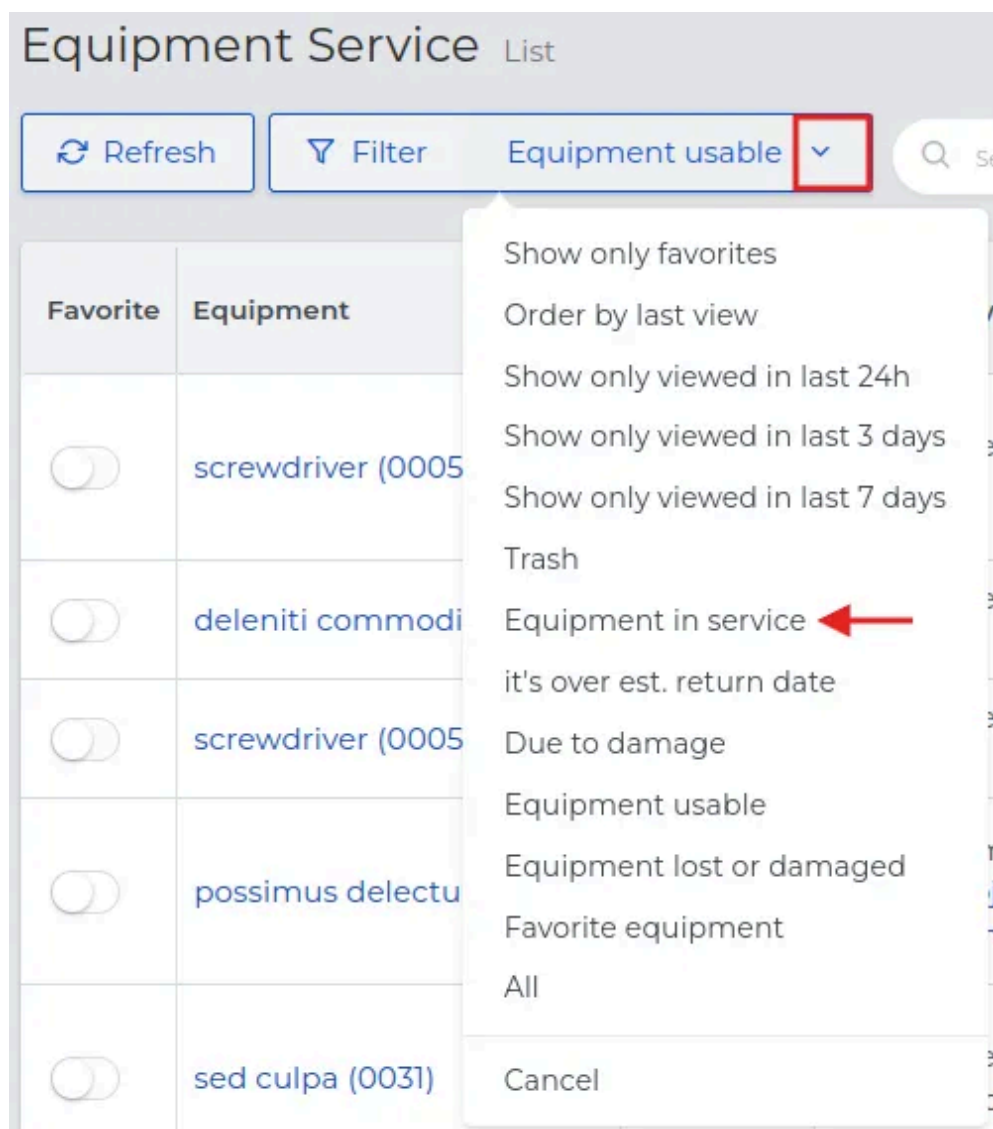 Equipment Service List
Refresh Filter Equipment usable
Favorite Equipment
screwdriver (0005
deleniti commodi
screwdriver (0005
possimus delectu
sed culpa (0031)
Show only favorites
Order by last view
Show only viewed in last 24h
Show only viewed in last 3 days
Show only viewed in last 7 days
Trash
Equipment in service
it's over est. return date
Due to damage
Equipment usable
Equipment lost or damaged
Favorite equipment
All
Cancel